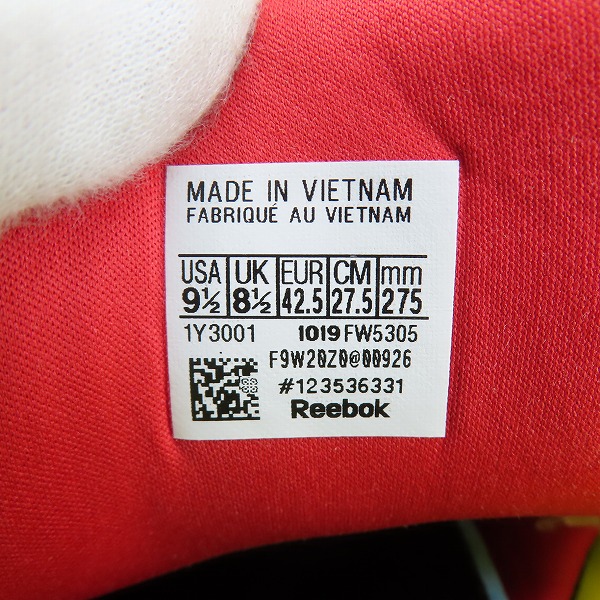 MADE IN VIETNAM
FABRIQUÉ AU VIETNAM
USA UK EUR CM mm
9½ 8½ 42.5 27.5 275
1Y3001 1019 FW5305
F9W20Z0@00926
#123536331
Reebok